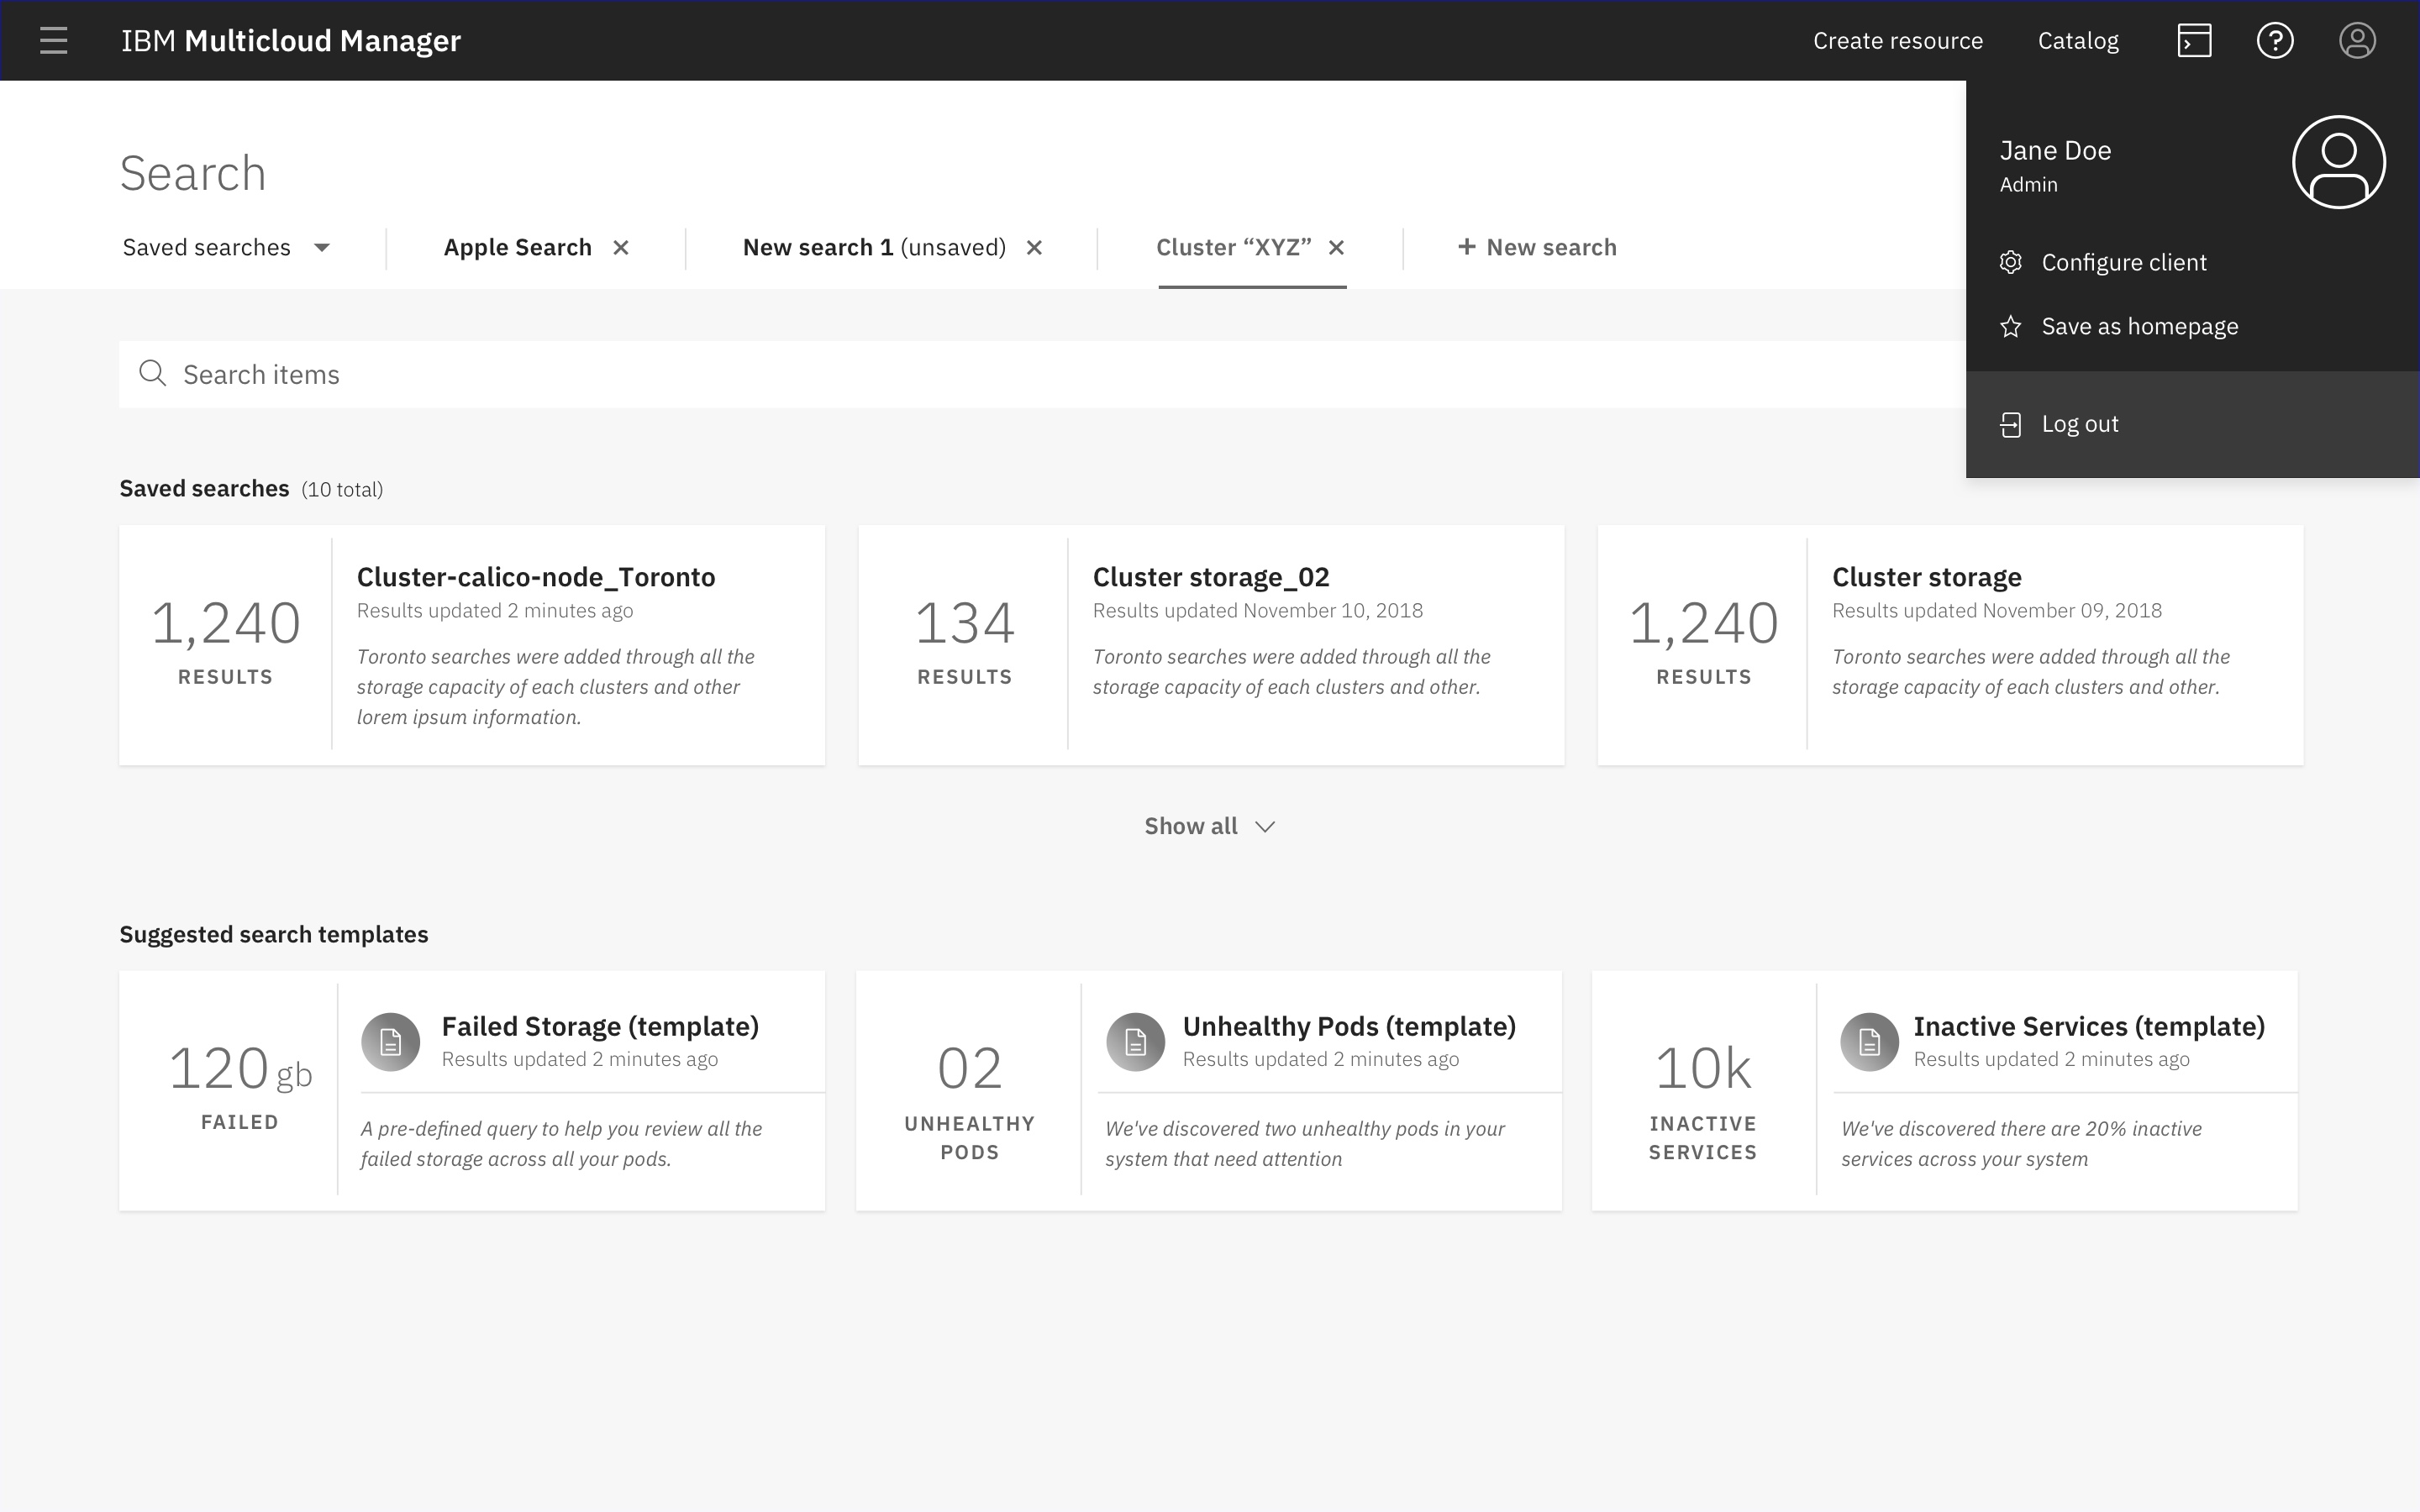 IBM Multicloud Manager
Create resource
Catalog
Jane Doe
Admin
Configure client
Save as homepage
Log out
Search
Saved searches
Apple Search
New search 1 (unsaved)
Cluster “XYZ”
+ New search
Search items
Saved searches (10 total)
1,240
RESULTS
Cluster-calico-node_Toronto
Results updated 2 minutes ago
Toronto searches were added through all the
storage capacity of each clusters and other
lorem ipsum information.
134
RESULTS
Cluster storage_02
Results updated November 10, 2018
Toronto searches were added through all the
storage capacity of each clusters and other.
1,240
RESULTS
Cluster storage
Results updated November 09, 2018
Toronto searches were added through all the
storage capacity of each clusters and other.
Show all
Suggested search templates
120 gb
FAILED
Failed Storage (template)
Results updated 2 minutes ago
A pre-defined query to help you review all the
failed storage across all your pods.
02
UNHEALTHY
PODS
Unhealthy Pods (template)
Results updated 2 minutes ago
We've discovered two unhealthy pods in your
system that need attention
10k
INACTIVE
SERVICES
Inactive Services (template)
Results updated 2 minutes ago
We've discovered there are 20% inactive
services across your system